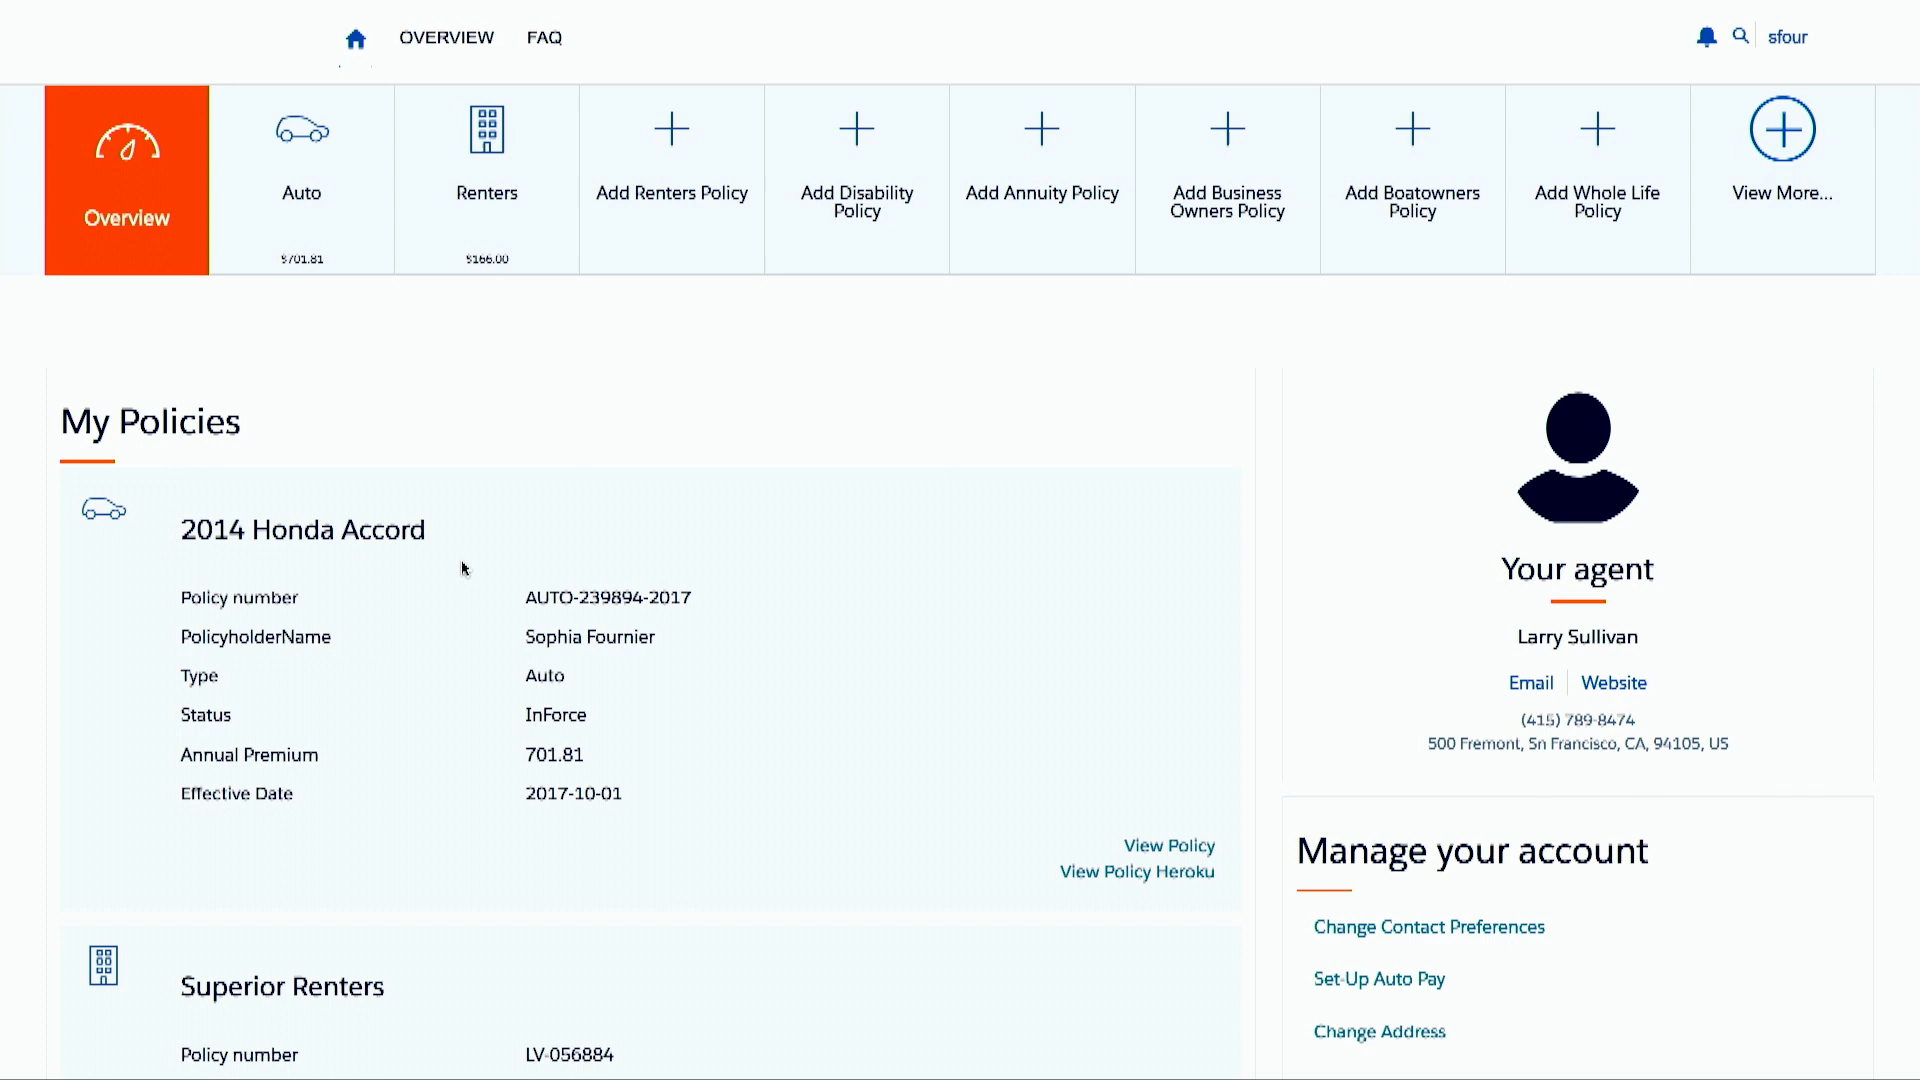 OVERVIEW FAQ sfour
Overview
Auto
$701.81
Renters
$166.00
Add Renters Policy
Add Disability
Policy
Add Annuity Policy
Add Business
Owners Policy
Add Boatowners
Policy
Add Whole Life
Policy
View More...
My Policies
2014 Honda Accord
Policy number AUTO-239894-2017
PolicyholderName Sophia Fournier
Type Auto
Status InForce
Annual Premium 701.81
Effective Date 2017-10-01
View Policy
View Policy Heroku
Superior Renters
Policy number LV-056884
Your agent
Larry Sullivan
Email Website
(415) 789-8474
500 Fremont, Sn Francisco, CA, 94105, US
Manage your account
Change Contact Preferences
Set-Up Auto Pay
Change Address